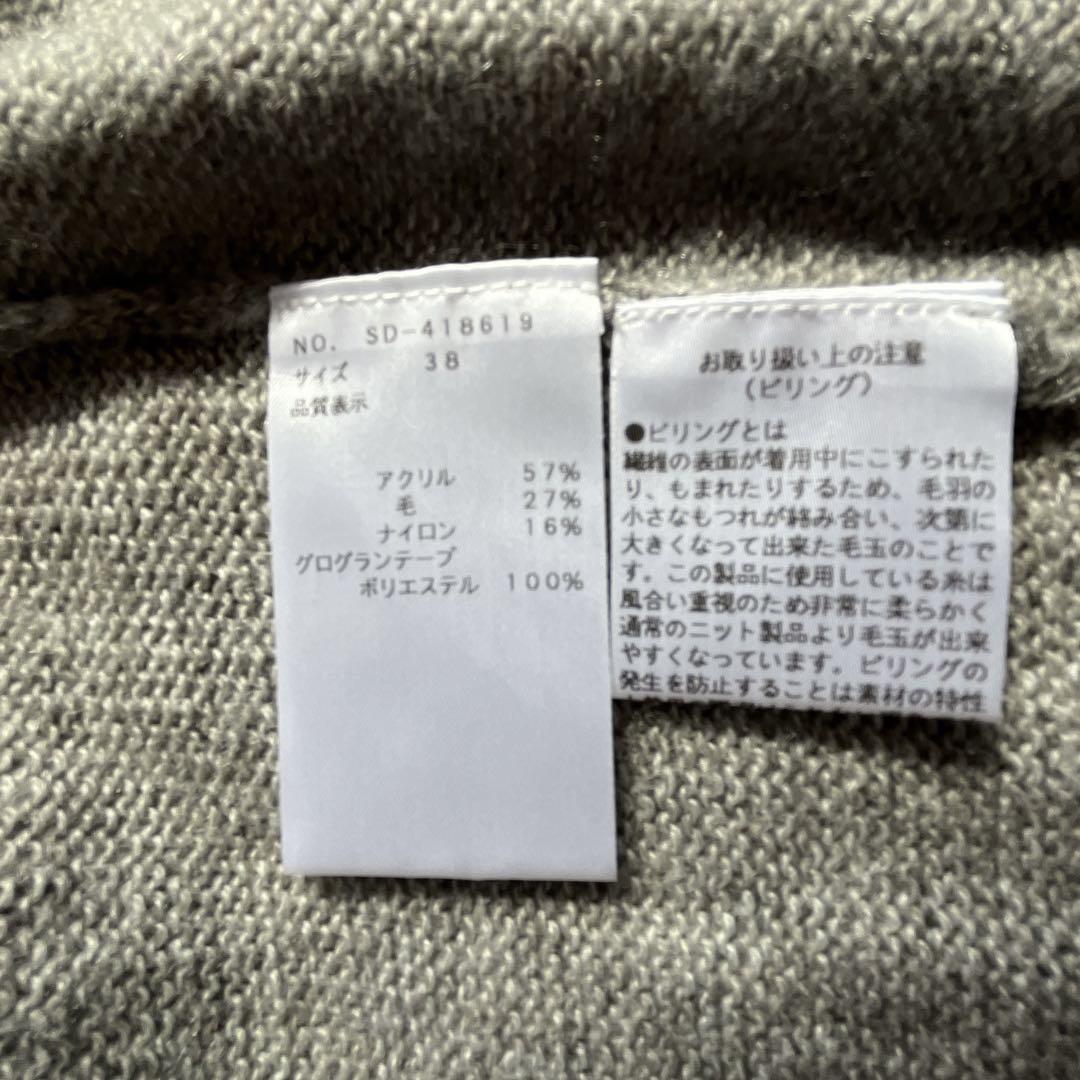 NO. SD-418619
サイズ 38
品質表示
アクリル 57%
毛 27%
ナイロン 16%
グログランテープ
ポリエステル 100%
お取り扱い上の注意
(ピリング)
●ピリングとは
繊維の表面が着用中にこすられた
り、もまれたりするため、毛羽の
小さなもつれが絡み合い、次第に
大きくなって出来た毛玉のことで
す。この製品に使用している糸は
風合い重視のため非常に柔らかく
通常のニット製品より毛玉が出来
やすくなっています。ピリングの
発生を防止することは素材の特性